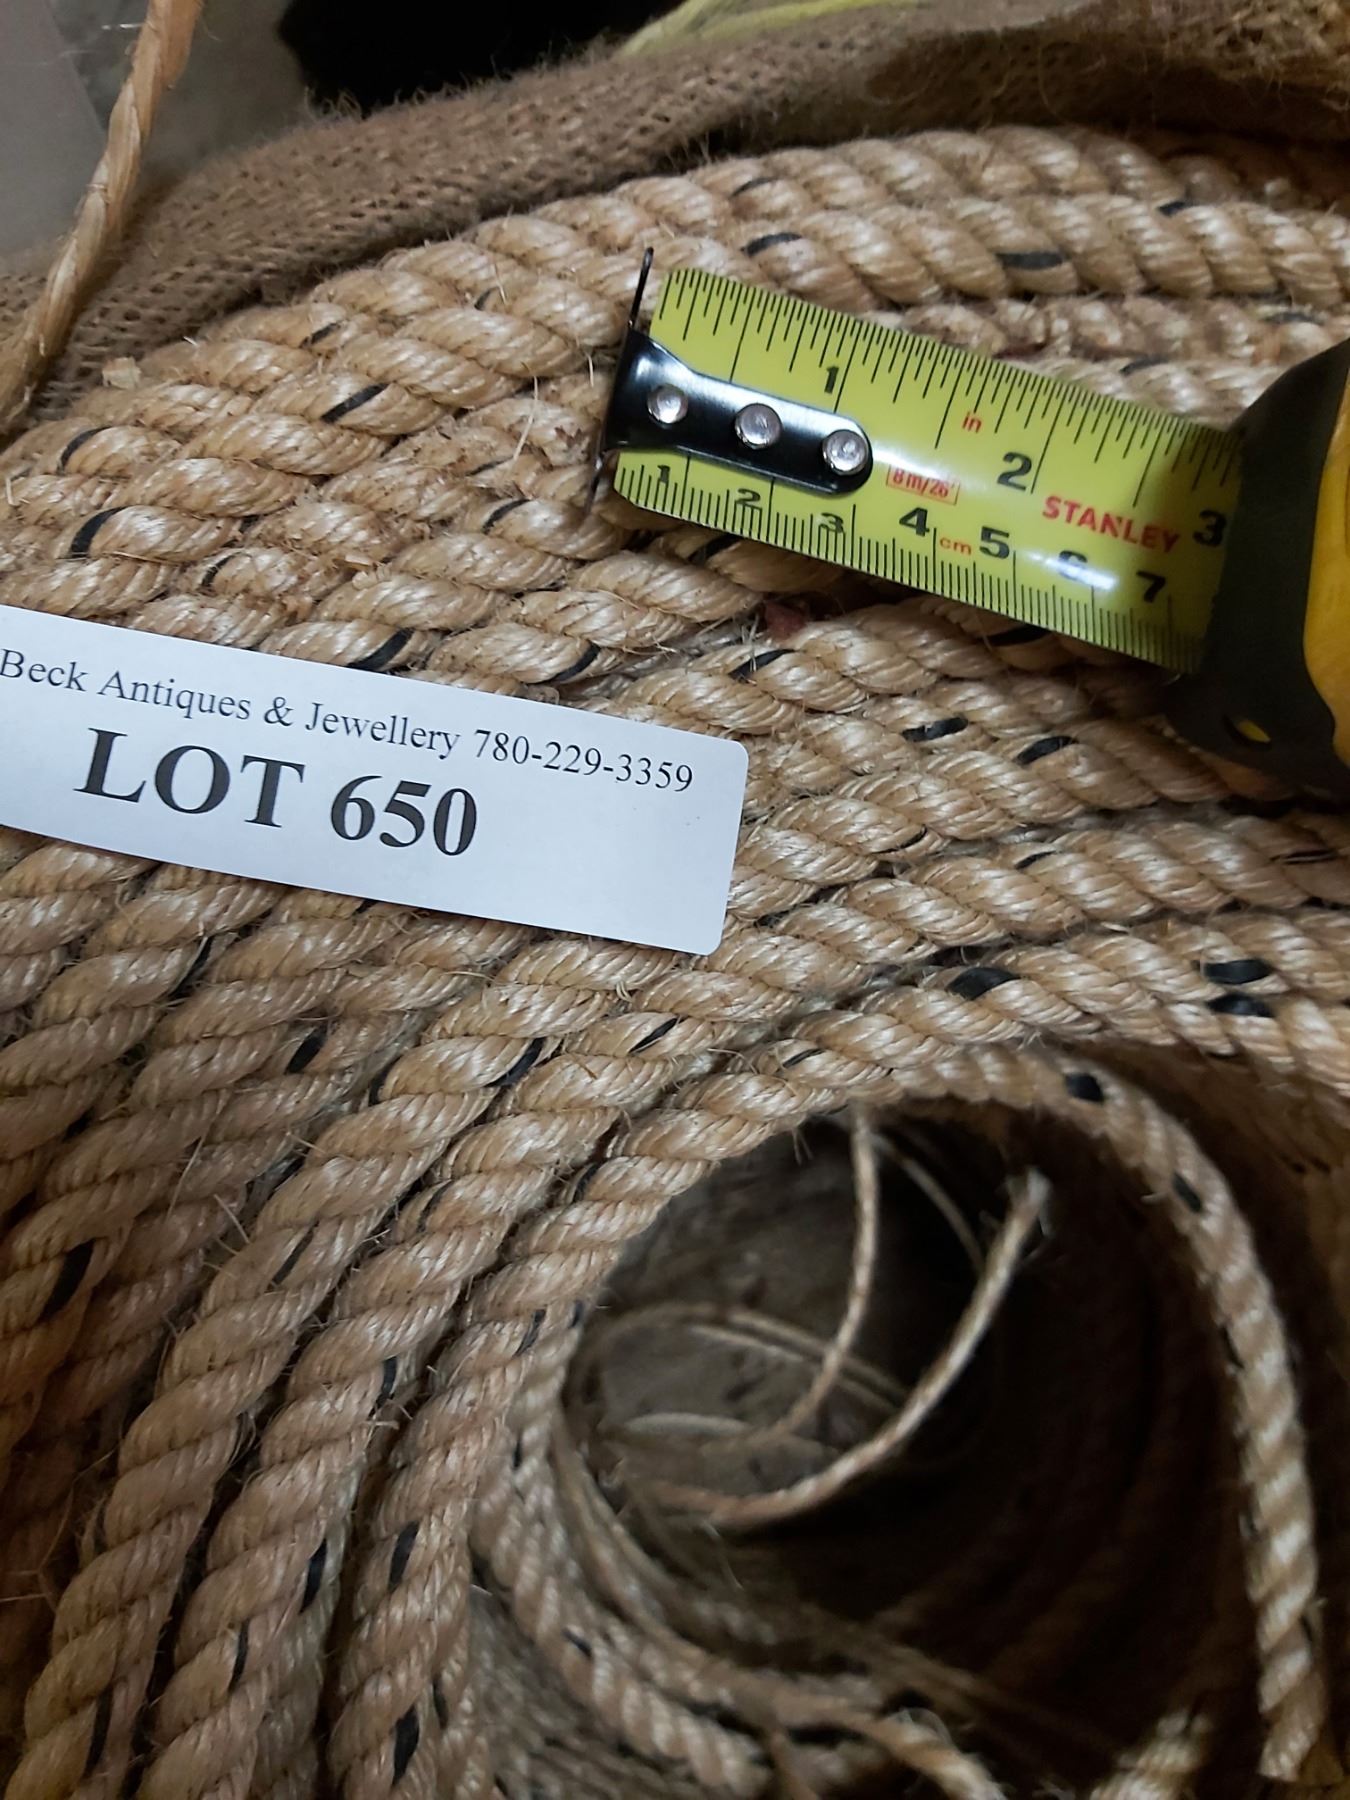 1
in
2
8m/26'
STANLEY
3
1 2 3 4 cm 5 6 7
Beck Antiques & Jewellery 780-229-3359
LOT 650